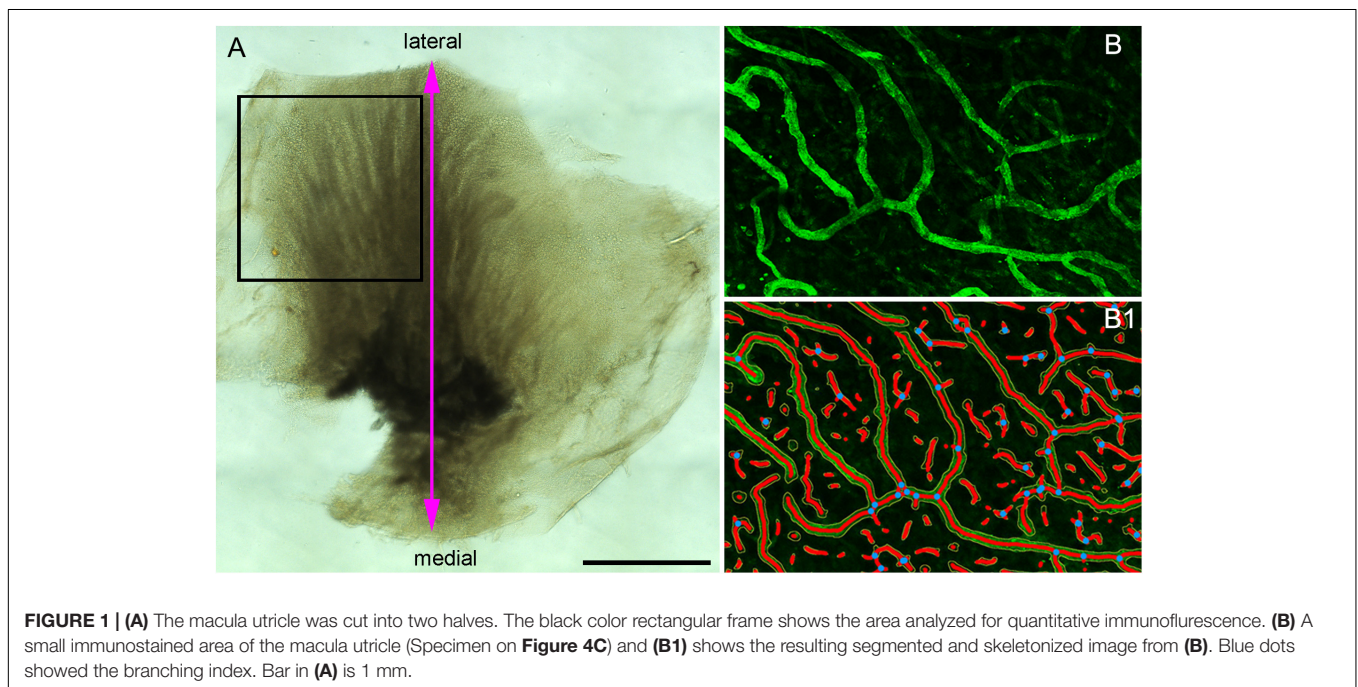 A
lateral
medial
B
B1
FIGURE 1 | (A) The macula utricle was cut into two halves. The black color rectangular frame shows the area analyzed for quantitative immunoflurescence. (B) A
small immunostained area of the macula utricle (Specimen on Figure 4C) and (B1) shows the resulting segmented and skeletonized image from (B). Blue dots
showed the branching index. Bar in (A) is 1 mm.